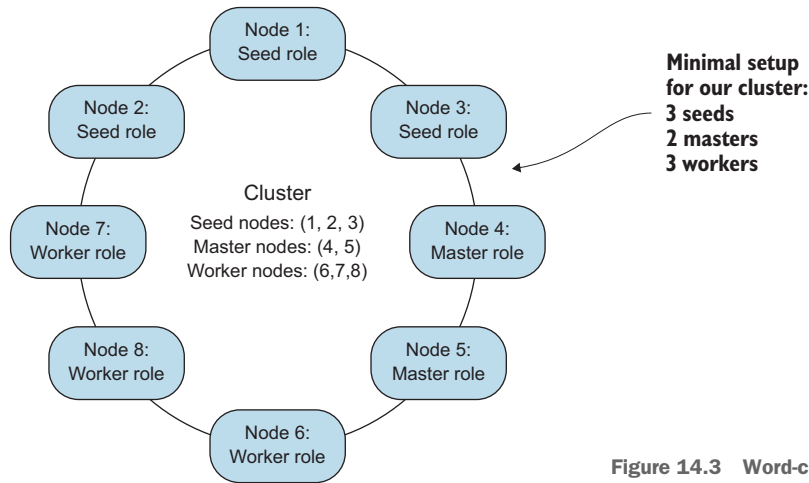 Node 1:
Seed role
Node 2:
Seed role
Node 3:
Seed role
Minimal setup
for our cluster:
3 seeds
2 masters
3 workers
Cluster
Seed nodes: (1, 2, 3)
Master nodes: (4, 5)
Worker nodes: (6,7,8)
Node 7:
Worker role
Node 4:
Master role
Node 8:
Worker role
Node 5:
Master role
Node 6:
Worker role
Figure 14.3 Word-c